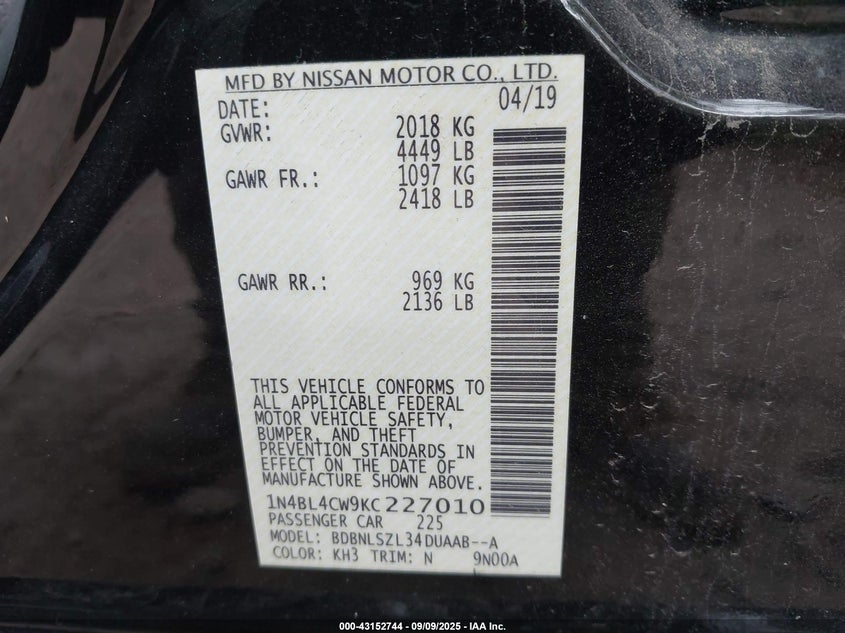 MFD BY NISSAN MOTOR CO., LTD.
DATE: 04/19
GVWR: 2018 KG
4449 LB
GAWR FR.: 1097 KG
2418 LB
GAWR RR.: 969 KG
2136 LB
THIS VEHICLE CONFORMS TO
ALL APPLICABLE FEDERAL
MOTOR VEHICLE SAFETY,
BUMPER, AND THEFT
PREVENTION STANDARDS IN
EFFECT ON THE DATE OF
MANUFACTURE SHOWN ABOVE.
1N4BL4CW9KC227010
PASSENGER CAR 225
MODEL: BDBNLSZL34DUAAB--A
COLOR: KH3 TRIM: N 9N00A
000-43152744 - 09/09/2025 - IAA Inc.